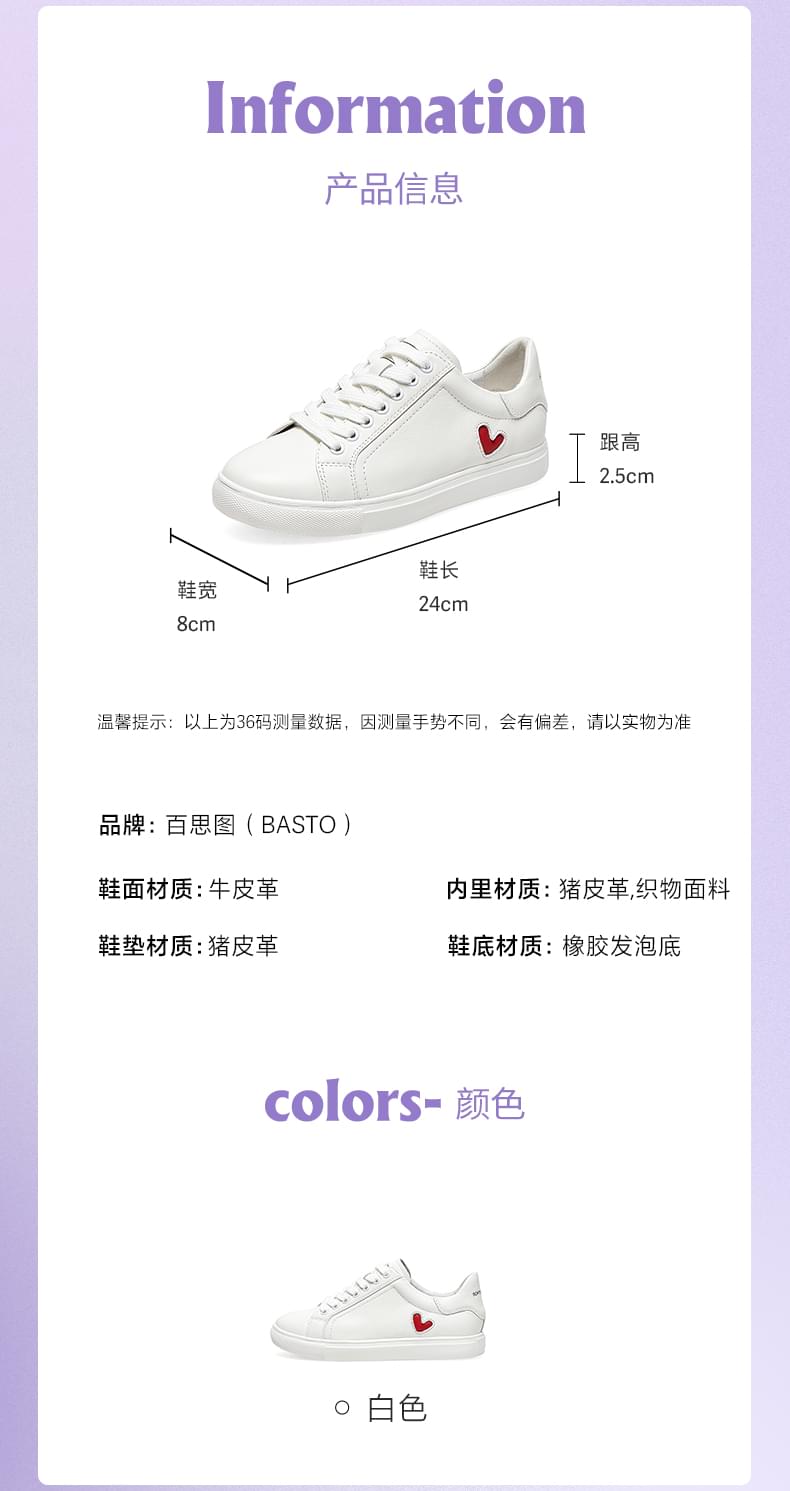 Information
产品信息
跟高
2.5cm
鞋长
24cm
鞋宽
8cm
温馨提示：以上为36码测量数据，因测量手势不同，会有偏差，请以实物为准
品牌：百思图（BASTO）
鞋面材质：牛皮革
内里材质：猪皮革,织物面料
鞋垫材质：猪皮革
鞋底材质：橡胶发泡底
colors- 颜色
白色